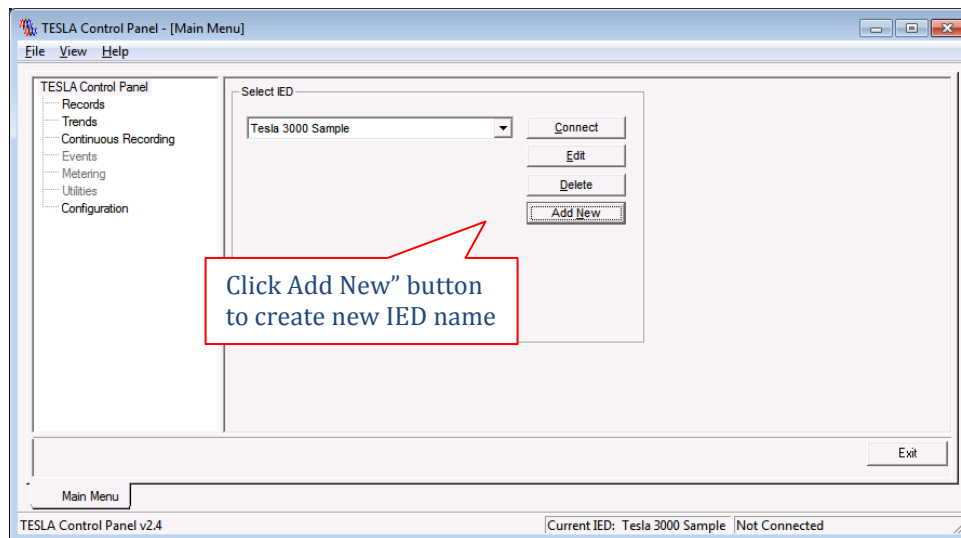 TESLA Control Panel - [Main Menu]
File View Help
TESLA Control Panel
Records
Trends
Continuous Recording
Events
Metering
Utilities
Configuration
Select IED
Tesla 3000 Sample
Connect
Edit
Delete
Add New
Click Add New” button
to create new IED name
Exit
Main Menu
TESLA Control Panel v2.4
Current IED: Tesla 3000 Sample
Not Connected